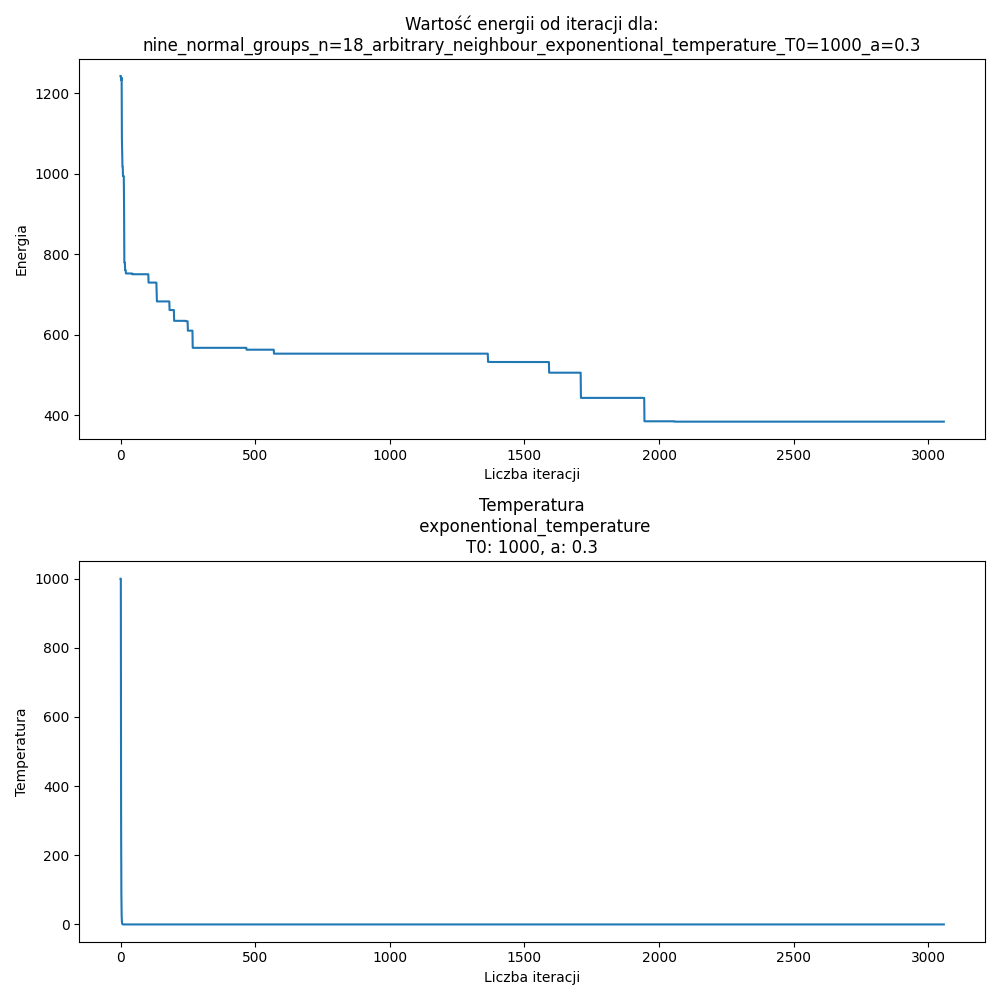 Wartość energii od iteracji dla:
nine_normal_groups_n=18_arbitrary_neighbour_exponentional_temperature_T0=1000_a=0.3
1200
1000
800
600
400
Energia
0 500 1000 1500 2000 2500 3000
Liczba iteracji
Temperatura
exponentional_temperature
T0: 1000, a: 0.3
1000
800
600
400
200
0
Temperatura
0 500 1000 1500 2000 2500 3000
Liczba iteracji